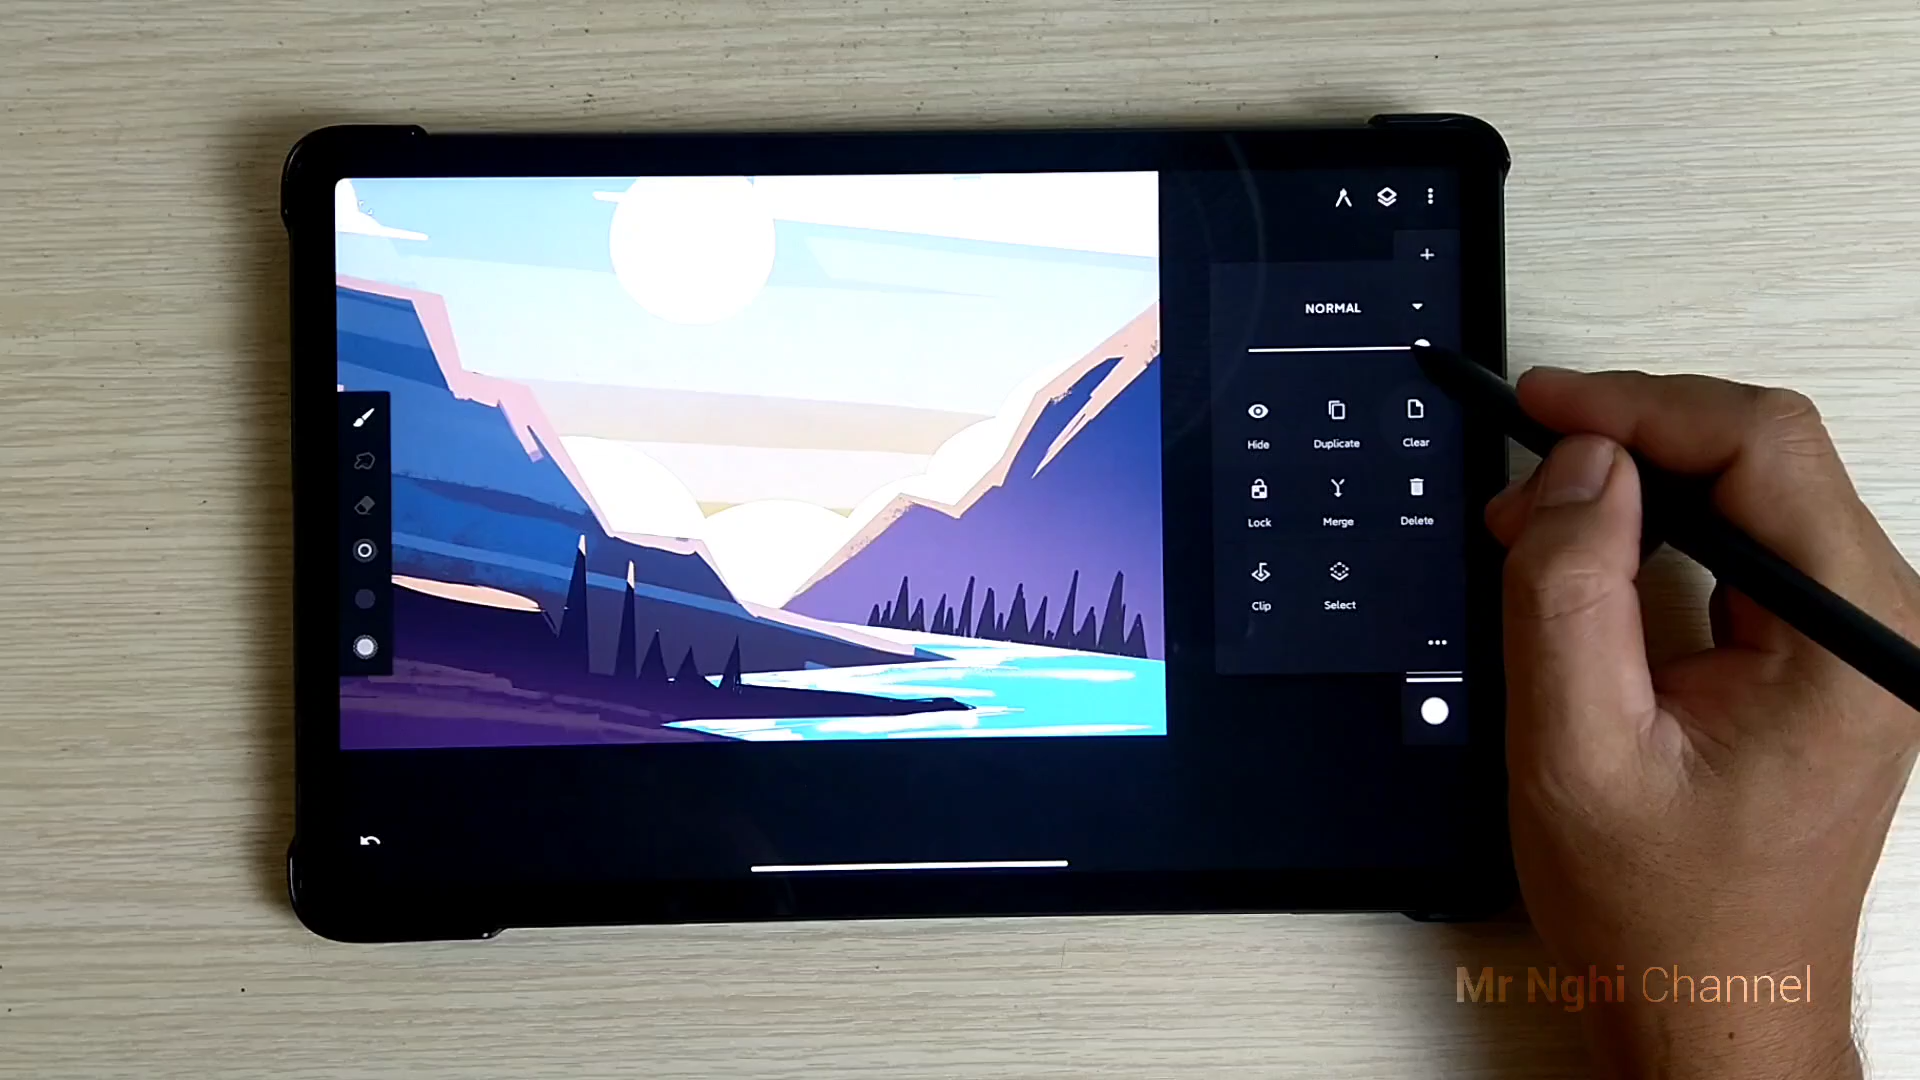 NORMAL
Hide Duplicate Clear
Lock Merge Delete
Clip Select
Mr Nghi Channel